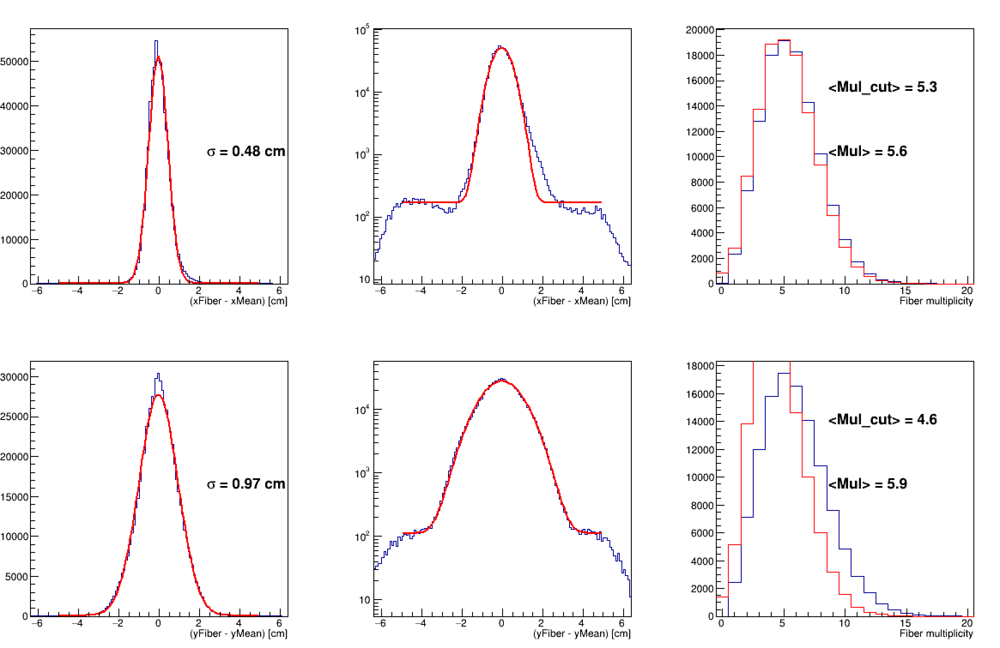 50000
40000
30000
20000
10000
0
σ = 0.48 cm
−6 −4 −2 0 2 4 6
(xFiber - xMean) [cm]
10^5
10^4
10^3
10^2
10
−6 −4 −2 0 2 4 6
(xFiber - xMean) [cm]
20000
18000
16000
14000
12000
10000
8000
6000
4000
2000
0
<Mul_cut> = 5.3
<Mul> = 5.6
0 5 10 15 20
Fiber multiplicity
30000
25000
20000
15000
10000
5000
0
σ = 0.97 cm
−6 −4 −2 0 2 4 6
(yFiber - yMean) [cm]
10^4
10^3
10^2
10
−6 −4 −2 0 2 4 6
(yFiber - yMean) [cm]
18000
16000
14000
12000
10000
8000
6000
4000
2000
0
<Mul_cut> = 4.6
<Mul> = 5.9
0 5 10 15 20
Fiber multiplicity